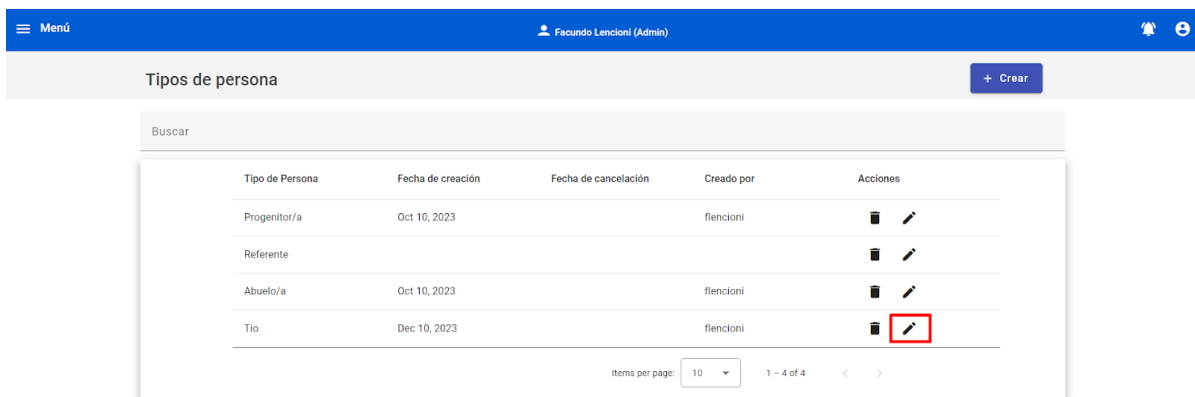 Menú Facundo Lencioni (Admin)
Tipos de persona + Crear
Buscar
Tipo de Persona Fecha de creación Fecha de cancelación Creado por Acciones
Progenitor/a Oct 10, 2023 flencioni
Referente
Abuelo/a Oct 10, 2023 flencioni
Tio Dec 10, 2023 flencioni
Items per page: 10 1 – 4 of 4